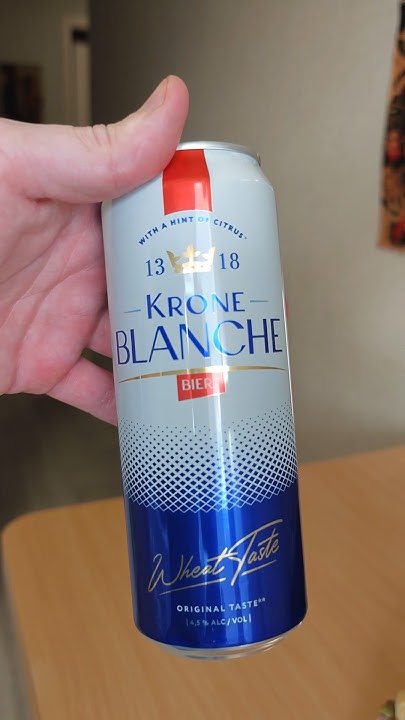 WITH A HINT OF CITRUS*
13 18
KRONE
BLANCHE
BIER
Wheat Taste
ORIGINAL TASTE**
4,5 % ALC / VOL